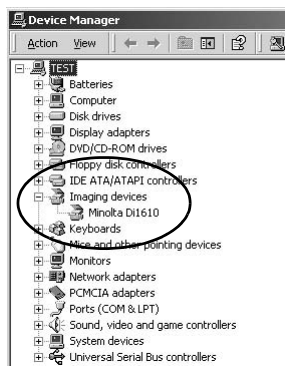 Device Manager
Action View
TEST
Batteries
Computer
Disk drives
Display adapters
DVD/CD-ROM drives
Floppy disk controllers
IDE ATA/ATAPI controllers
Imaging devices
Minolta Di1610
Keyboards
Mice and other pointing devices
Monitors
Network adapters
PCMCIA adapters
Ports (COM & LPT)
Sound, video and game controllers
System devices
Universal Serial Bus controllers